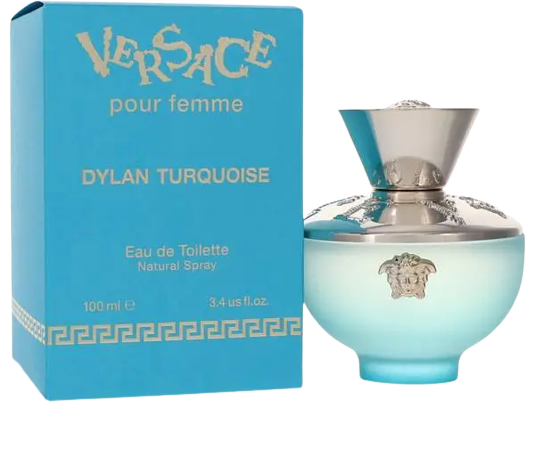 VERSACE
pour femme
DYLAN TURQUOISE
Eau de Toilette
Natural Spray
100 ml ℮ 3.4 us fl.oz.